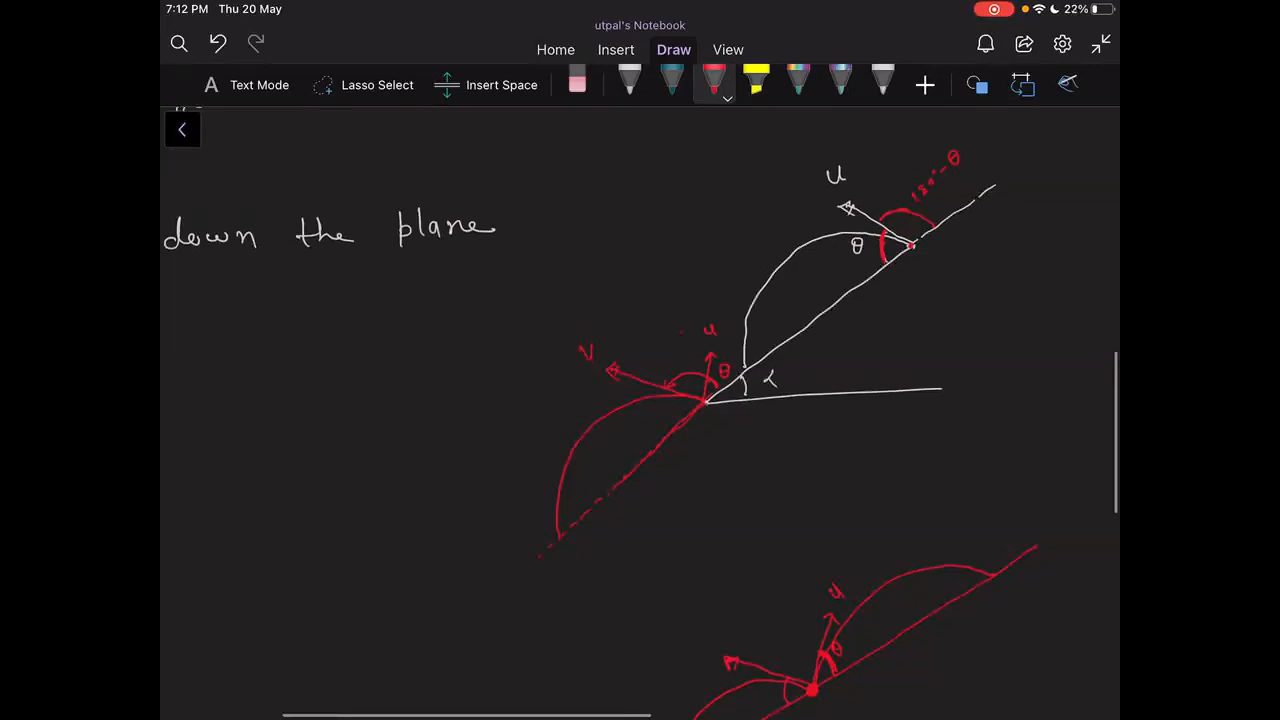 7:12 PM Thu 20 May
22%
utpal's Notebook
Home Insert Draw View
A Text Mode Lasso Select Insert Space
down the plane
u
180°-θ
θ
u
V
θ
α
u
θ